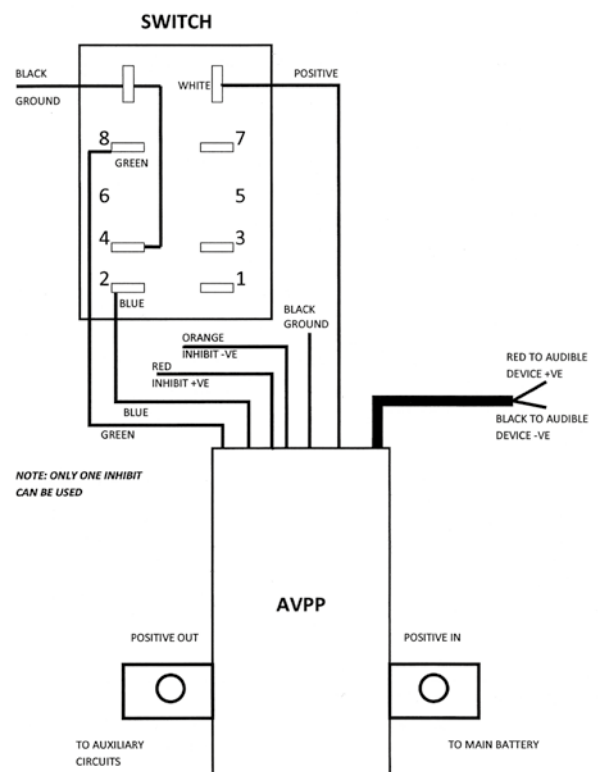 SWITCH
BLACK
GROUND
WHITE
POSITIVE
8
7
GREEN
6
5
4
3
2
1
BLUE
BLACK
GROUND
ORANGE
INHIBIT -VE
RED
INHIBIT +VE
BLUE
GREEN
RED TO AUDIBLE
DEVICE +VE
BLACK TO AUDIBLE
DEVICE -VE
NOTE: ONLY ONE INHIBIT
CAN BE USED
AVPP
POSITIVE OUT
POSITIVE IN
TO AUXILIARY
CIRCUITS
TO MAIN BATTERY